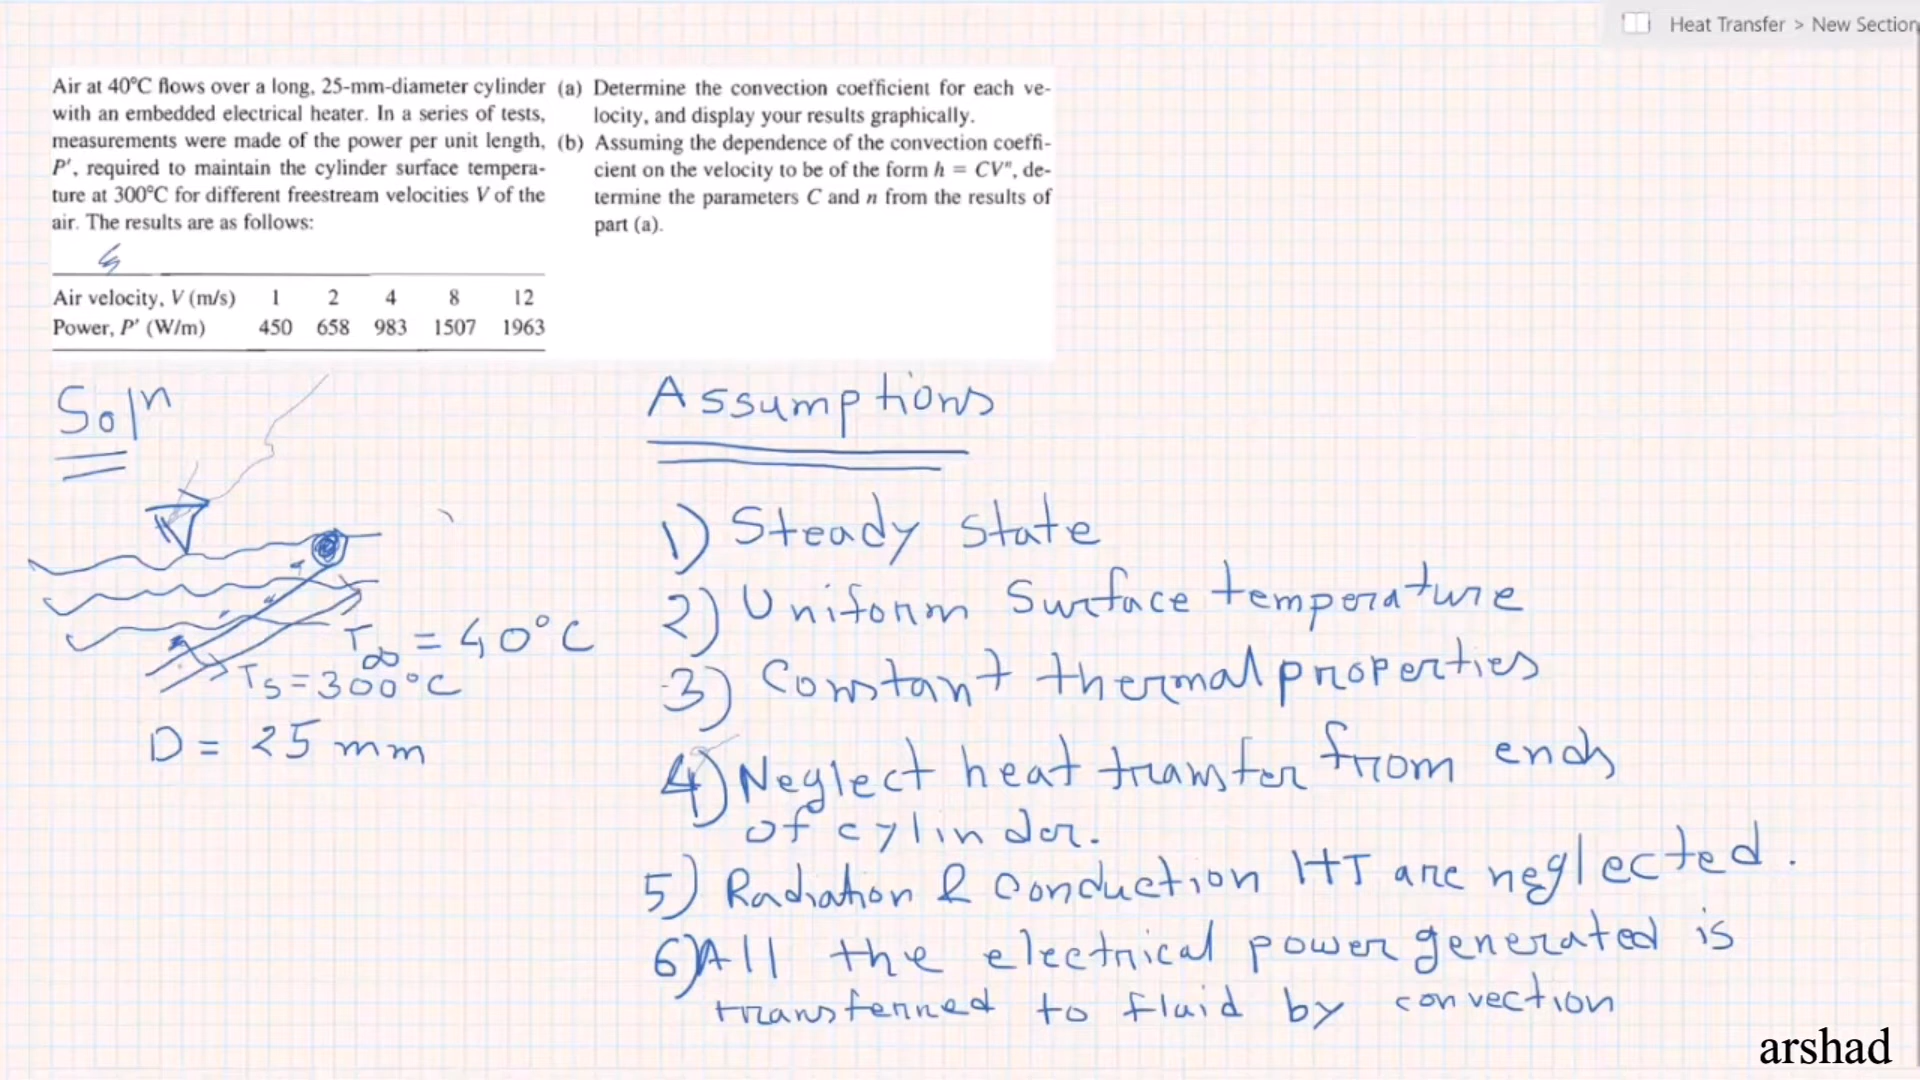 Heat Transfer > New Section
Air at 40°C flows over a long, 25-mm-diameter cylinder
with an embedded electrical heater. In a series of tests,
measurements were made of the power per unit length,
P′, required to maintain the cylinder surface tempera-
ture at 300°C for different freestream velocities V of the
air. The results are as follows:
Air velocity, V (m/s) 1 2 4 8 12
Power, P′ (W/m) 450 658 983 1507 1963
(a) Determine the convection coefficient for each ve-
locity, and display your results graphically.
(b) Assuming the dependence of the convection coeffi-
cient on the velocity to be of the form h = CVⁿ, de-
termine the parameters C and n from the results of
part (a).
Soln
T∞ = 40°C
Ts = 300°C
D = 25 mm
Assumptions
1) Steady state
2) Uniform Surface temperature
3) Constant thermal properties
4) Neglect heat transfer from ends
of cylinder.
5) Radiation & Conduction HT are neglected.
6) All the electrical power generated is
transferred to fluid by convection
arshad